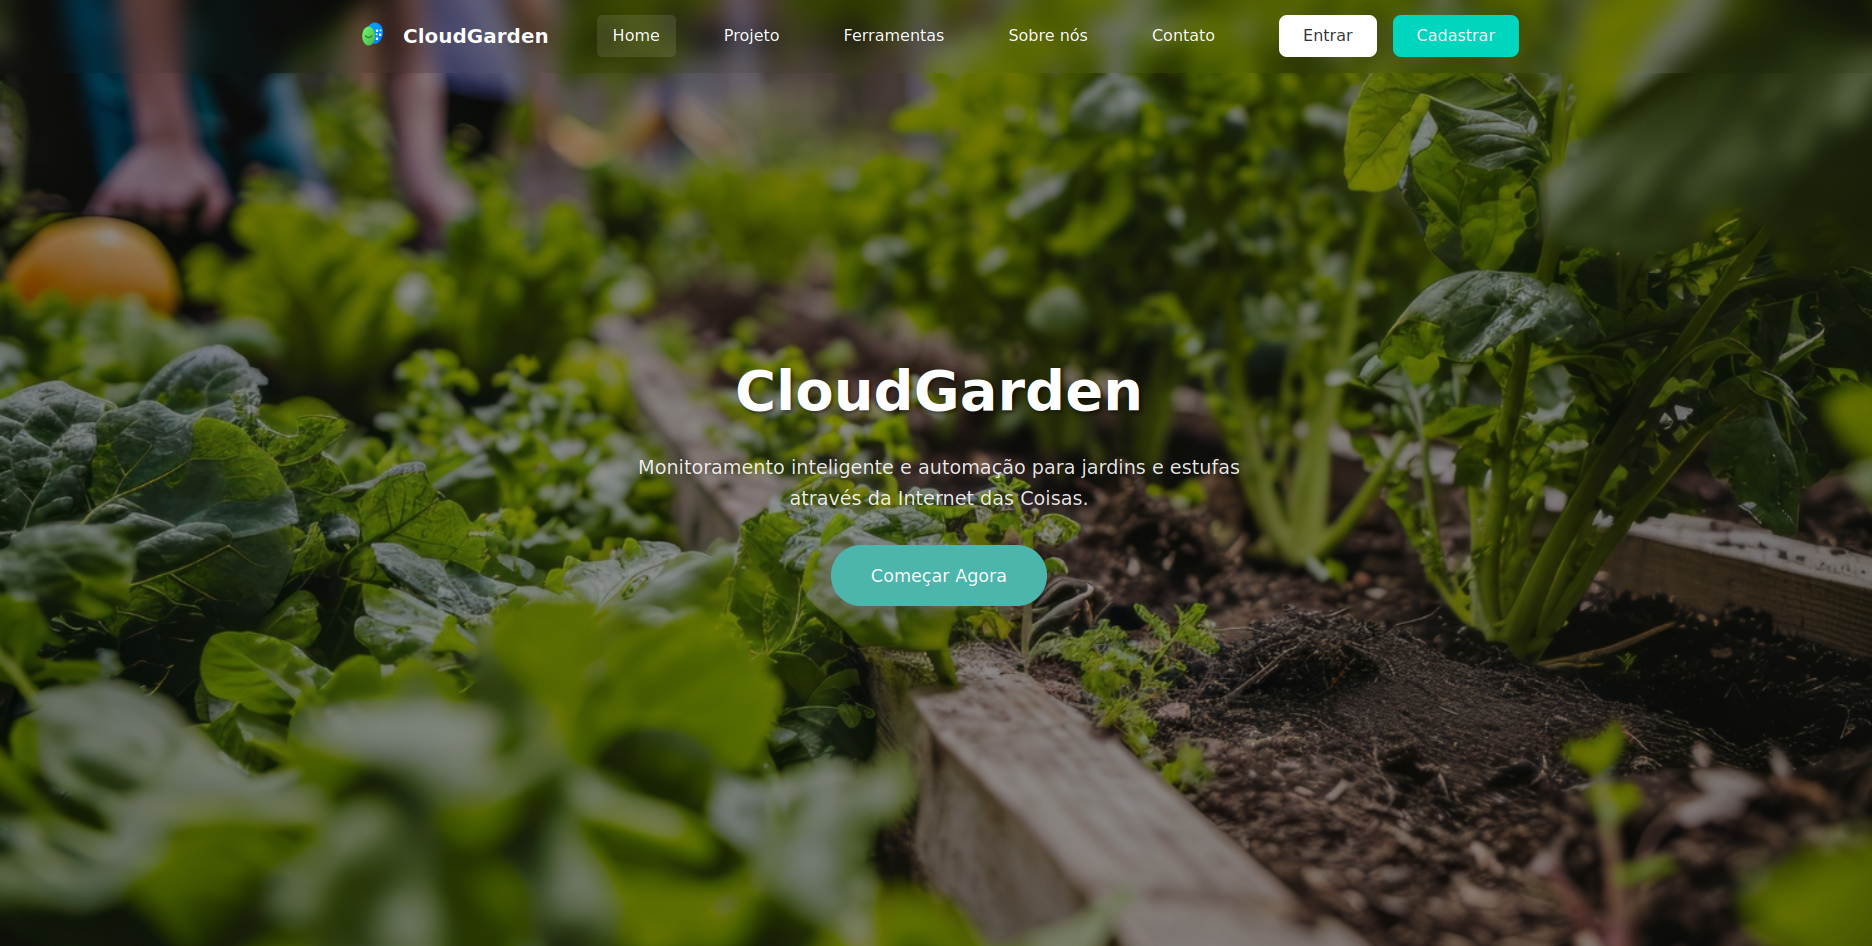 CloudGarden
Home
Projeto
Ferramentas
Sobre nós
Contato
Entrar
Cadastrar
CloudGarden
Monitoramento inteligente e automação para jardins e estufas
através da Internet das Coisas.
Começar Agora